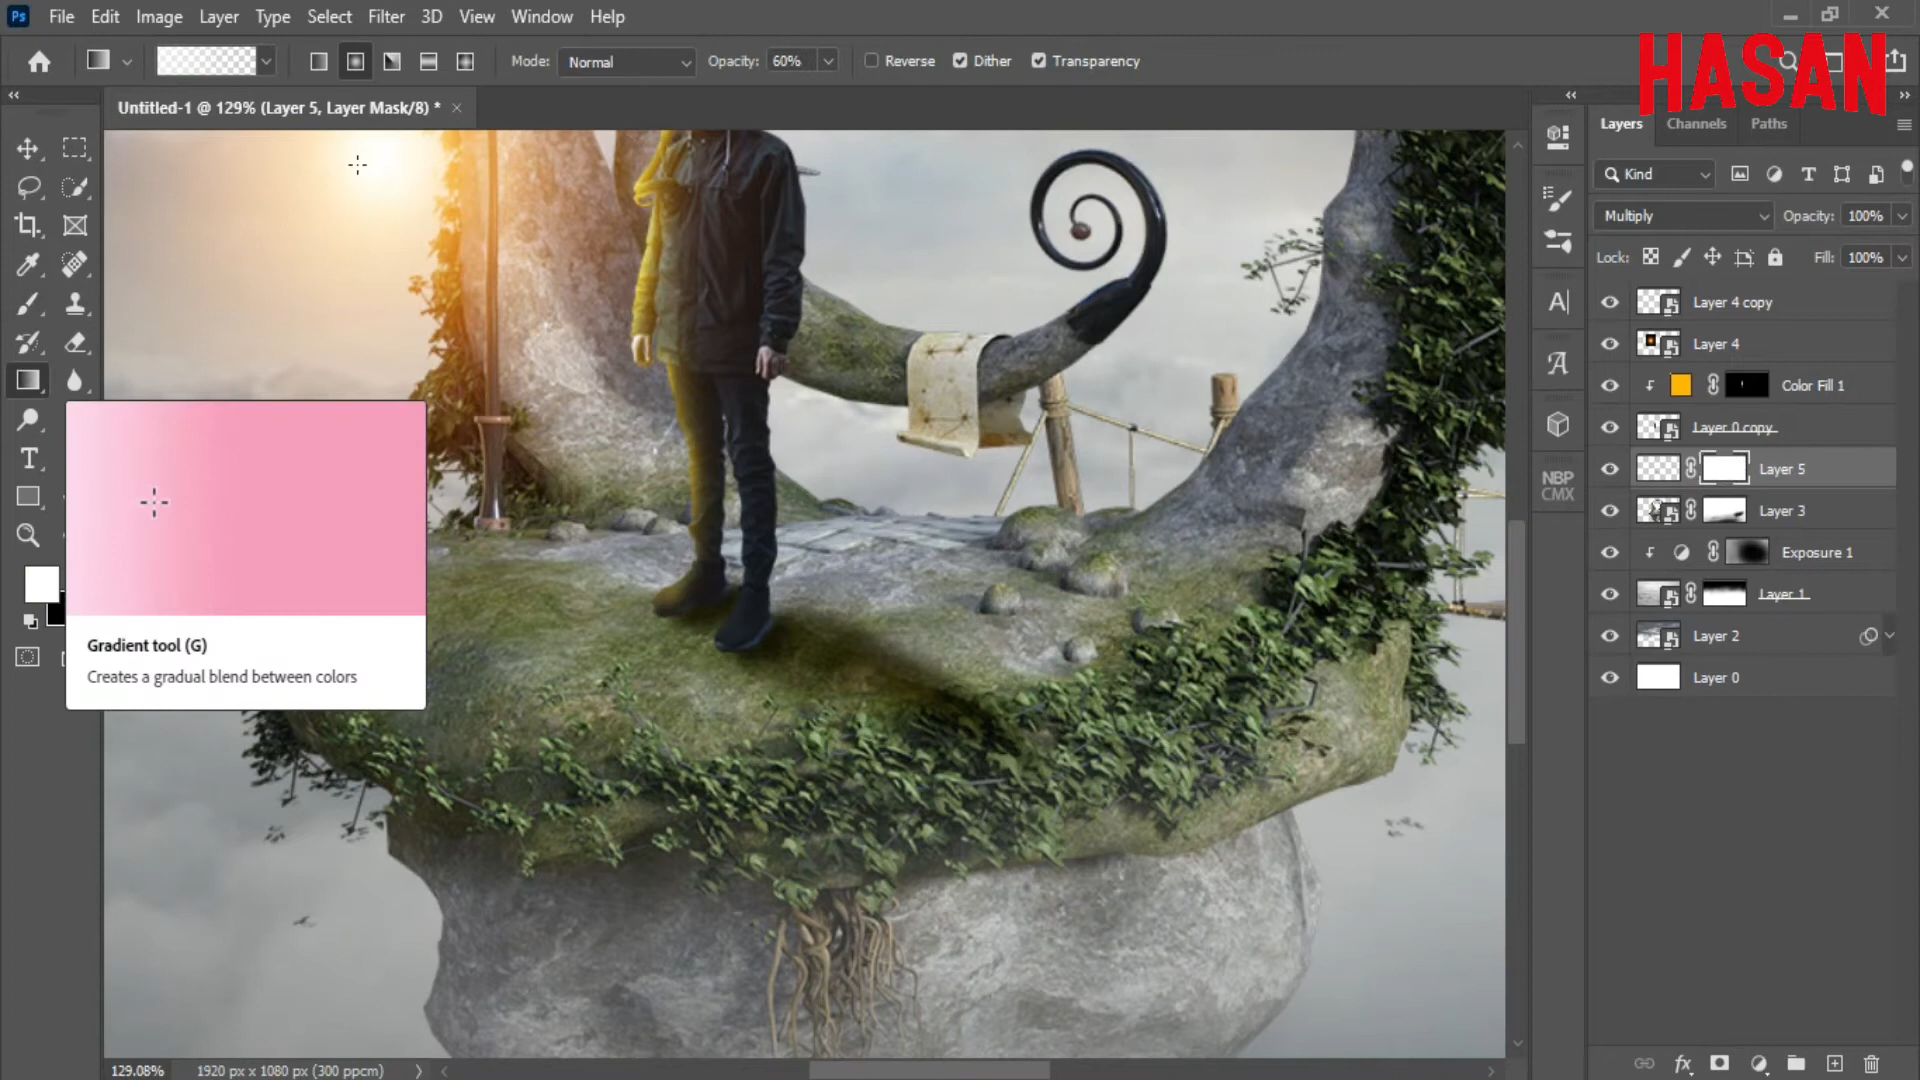 Ps File Edit Image Layer Type Select Filter 3D View Window Help
Mode: Normal Opacity: 60% Reverse Dither Transparency
HASAN
Untitled-1 @ 129% (Layer 5, Layer Mask/8) * ×
Layers Channels Paths
Kind
Multiply Opacity: 100%
Lock: Fill: 100%
Layer 4 copy
Layer 4
Color Fill 1
Layer 0 copy
Layer 5
Layer 3
Exposure 1
Layer 1
Layer 2
Layer 0
NBP
CMX
Gradient tool (G)
Creates a gradual blend between colors
129.08% 1920 px x 1080 px (300 ppcm)